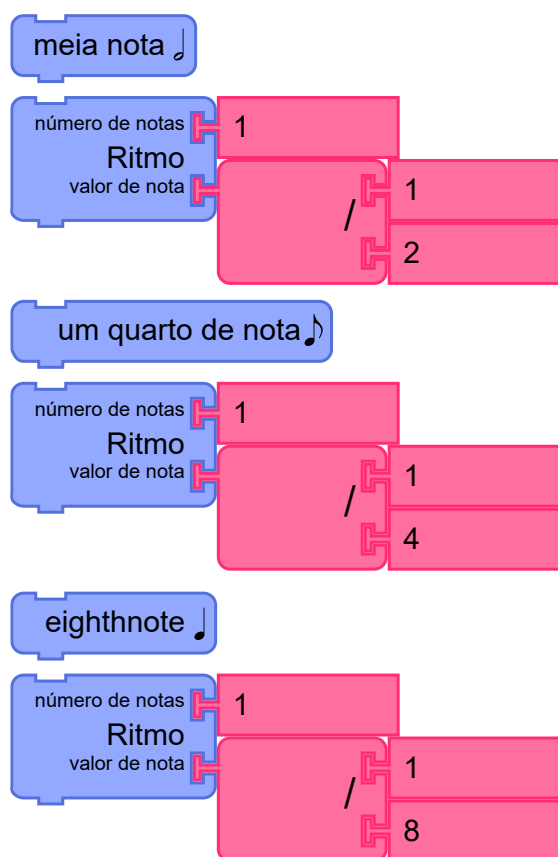 meia nota 𝅗𝅥
número de notas 1
Ritmo
valor de nota
/ 1
2
um quarto de nota ♪
número de notas 1
Ritmo
valor de nota
/ 1
4
eighthnote ♩
número de notas 1
Ritmo
valor de nota
/ 1
8